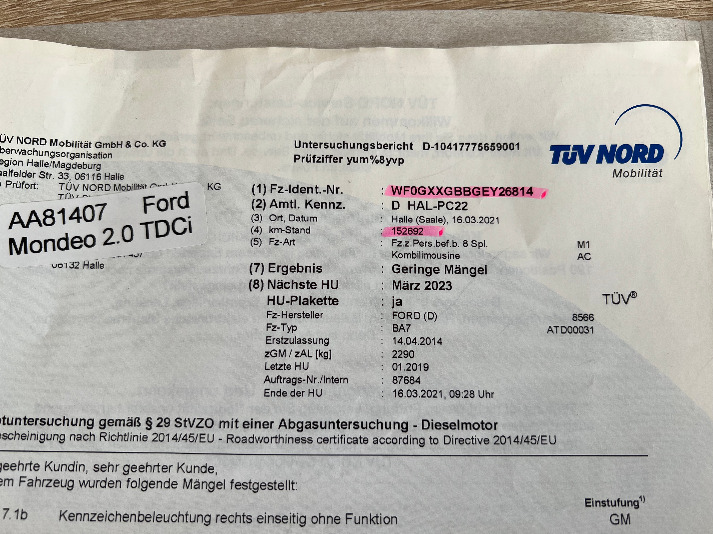 TÜV NORD Mobilität GmbH & Co. KG
berwachungsorganisation
egion Halle/Magdeburg
aalfelder Str. 33, 06116 Halle
Prüfort: TÜV NORD Mobilität KG
AA81407 Ford
Mondeo 2.0 TDCi
06132 Halle
Untersuchungsbericht D-10417775659001
Prüfziffer yum%8yvp
TÜV NORD
Mobilität
(1) Fz-Ident.-Nr. : WF0GXXGBBGEY26814
(2) Amtl. Kennz. : D HAL-PC22
(3) Ort, Datum : Halle (Saale), 16.03.2021
(4) km-Stand : 152692
(5) Fz-Art : Fz.z.Pers.bef.b. 8 Spl. M1
Kombilimousine AC
(7) Ergebnis : Geringe Mängel
(8) Nächste HU : März 2023
HU-Plakette : ja TÜV®
Fz-Hersteller : FORD (D) 8566
Fz-Typ : BA7 ATD00031
Erstzulassung : 14.04.2014
zGM / zAL [kg] : 2290
Letzte HU : 01.2019
Auftrags-Nr./Intern : 87684
Ende der HU : 16.03.2021, 09:28 Uhr
ptuntersuchung gemäß § 29 StVZO mit einer Abgasuntersuchung - Dieselmotor
escheinigung nach Richtlinie 2014/45/EU - Roadworthiness certificate according to Directive 2014/45/EU
geehrte Kundin, sehr geehrter Kunde,
em Fahrzeug wurden folgende Mängel festgestellt:
Einstufung1)
7.1b Kennzeichenbeleuchtung rechts einseitig ohne Funktion GM